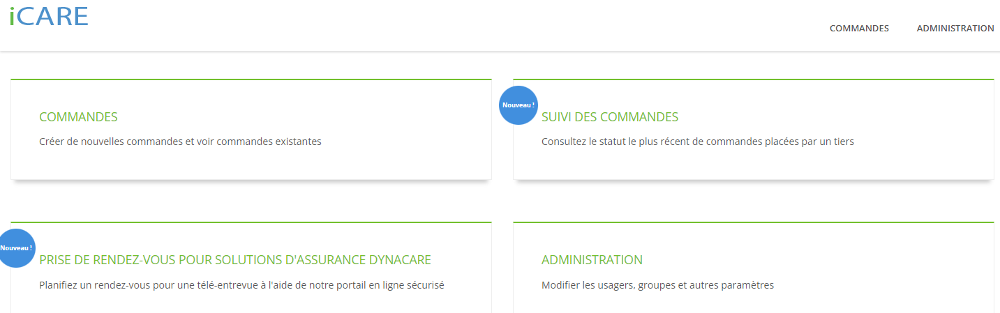 iCARE
COMMANDES
ADMINISTRATION
COMMANDES
Créer de nouvelles commandes et voir commandes existantes
Nouveau !
SUIVI DES COMMANDES
Consultez le statut le plus récent de commandes placées par un tiers
Nouveau !
PRISE DE RENDEZ-VOUS POUR SOLUTIONS D'ASSURANCE DYNACARE
Planifiez un rendez-vous pour une télé-entrevue à l'aide de notre portail en ligne sécurisé
ADMINISTRATION
Modifier les usagers, groupes et autres paramètres